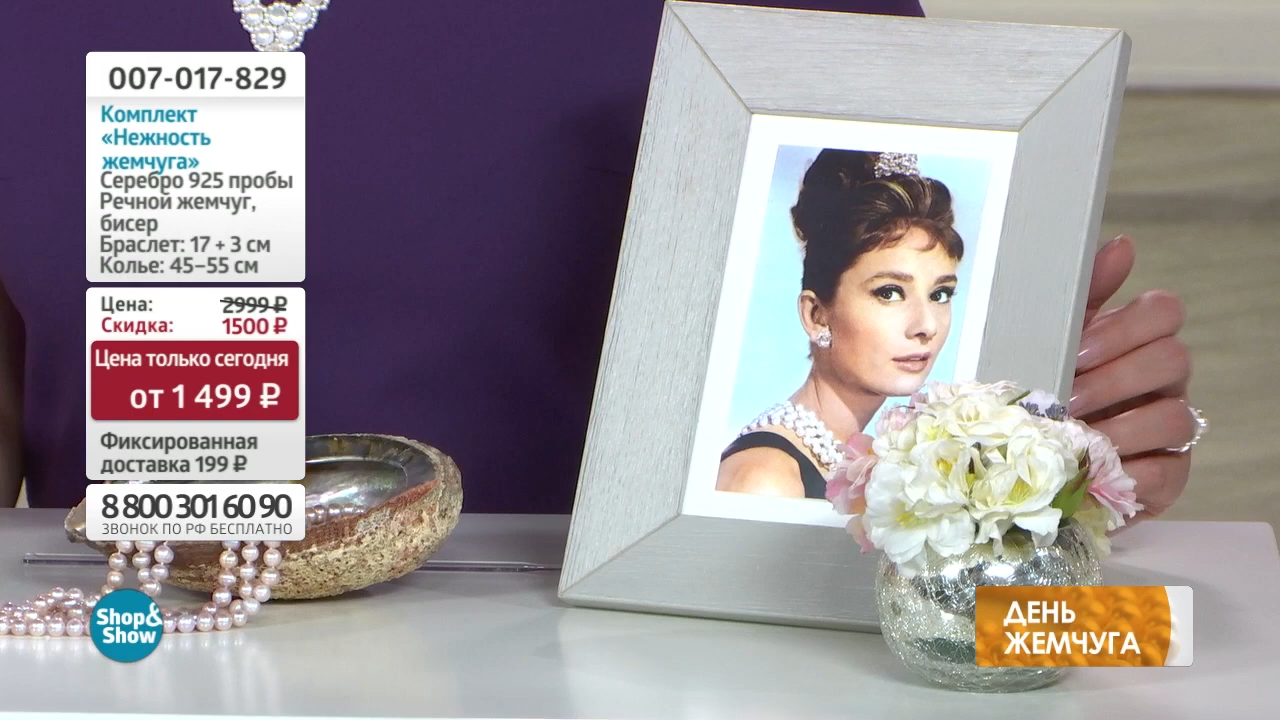 007-017-829
Комплект
«Нежность
жемчуга»
Серебро 925 пробы
Речной жемчуг,
бисер
Браслет: 17 + 3 см
Колье: 45–55 см
Цена: 2999 ₽
Скидка: 1500 ₽
Цена только сегодня
от 1 499 ₽
Фиксированная
доставка 199 ₽
8 800 301 60 90
ЗВОНОК ПО РФ БЕСПЛАТНО
Shop&
Show
ДЕНЬ
ЖЕМЧУГА